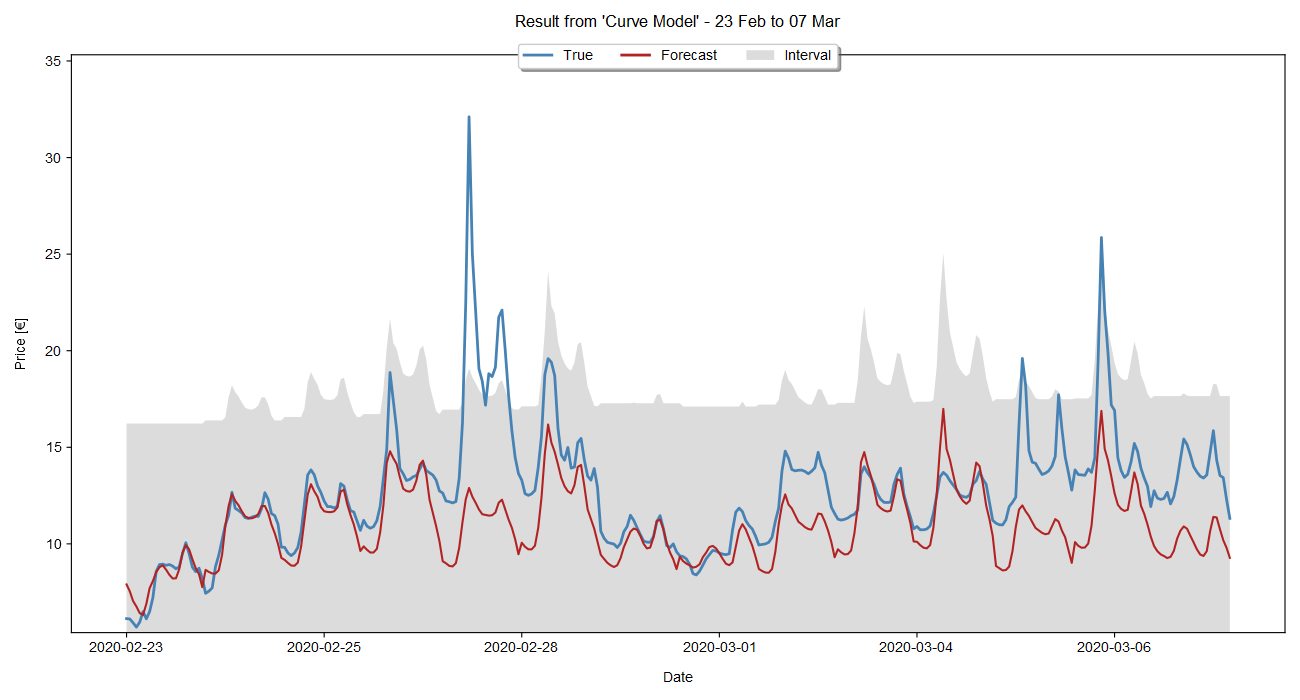 Result from 'Curve Model' - 23 Feb to 07 Mar
True Forecast Interval
35
30
25
20
15
10
Price [€]
2020-02-23 2020-02-25 2020-02-28 2020-03-01 2020-03-04 2020-03-06
Date